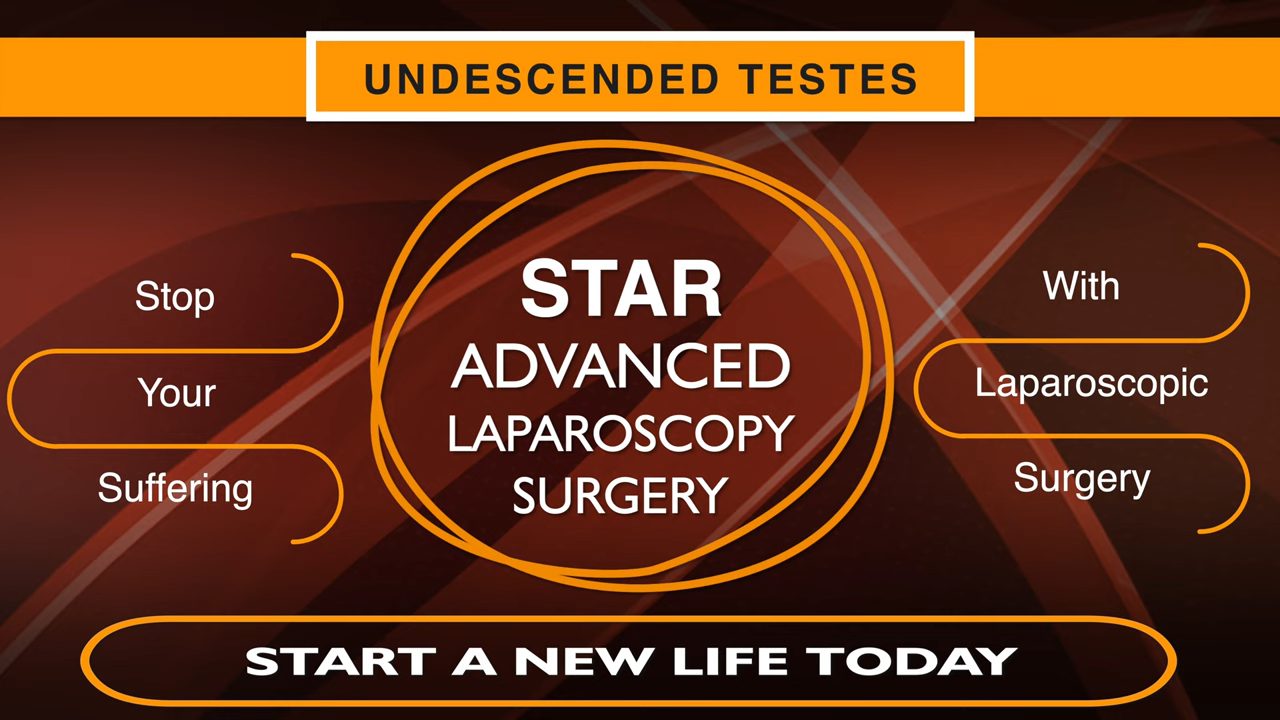 UNDESCENDED TESTES
Stop
Your
Suffering
STAR
ADVANCED
LAPAROSCOPY
SURGERY
With
Laparoscopic
Surgery
START A NEW LIFE TODAY